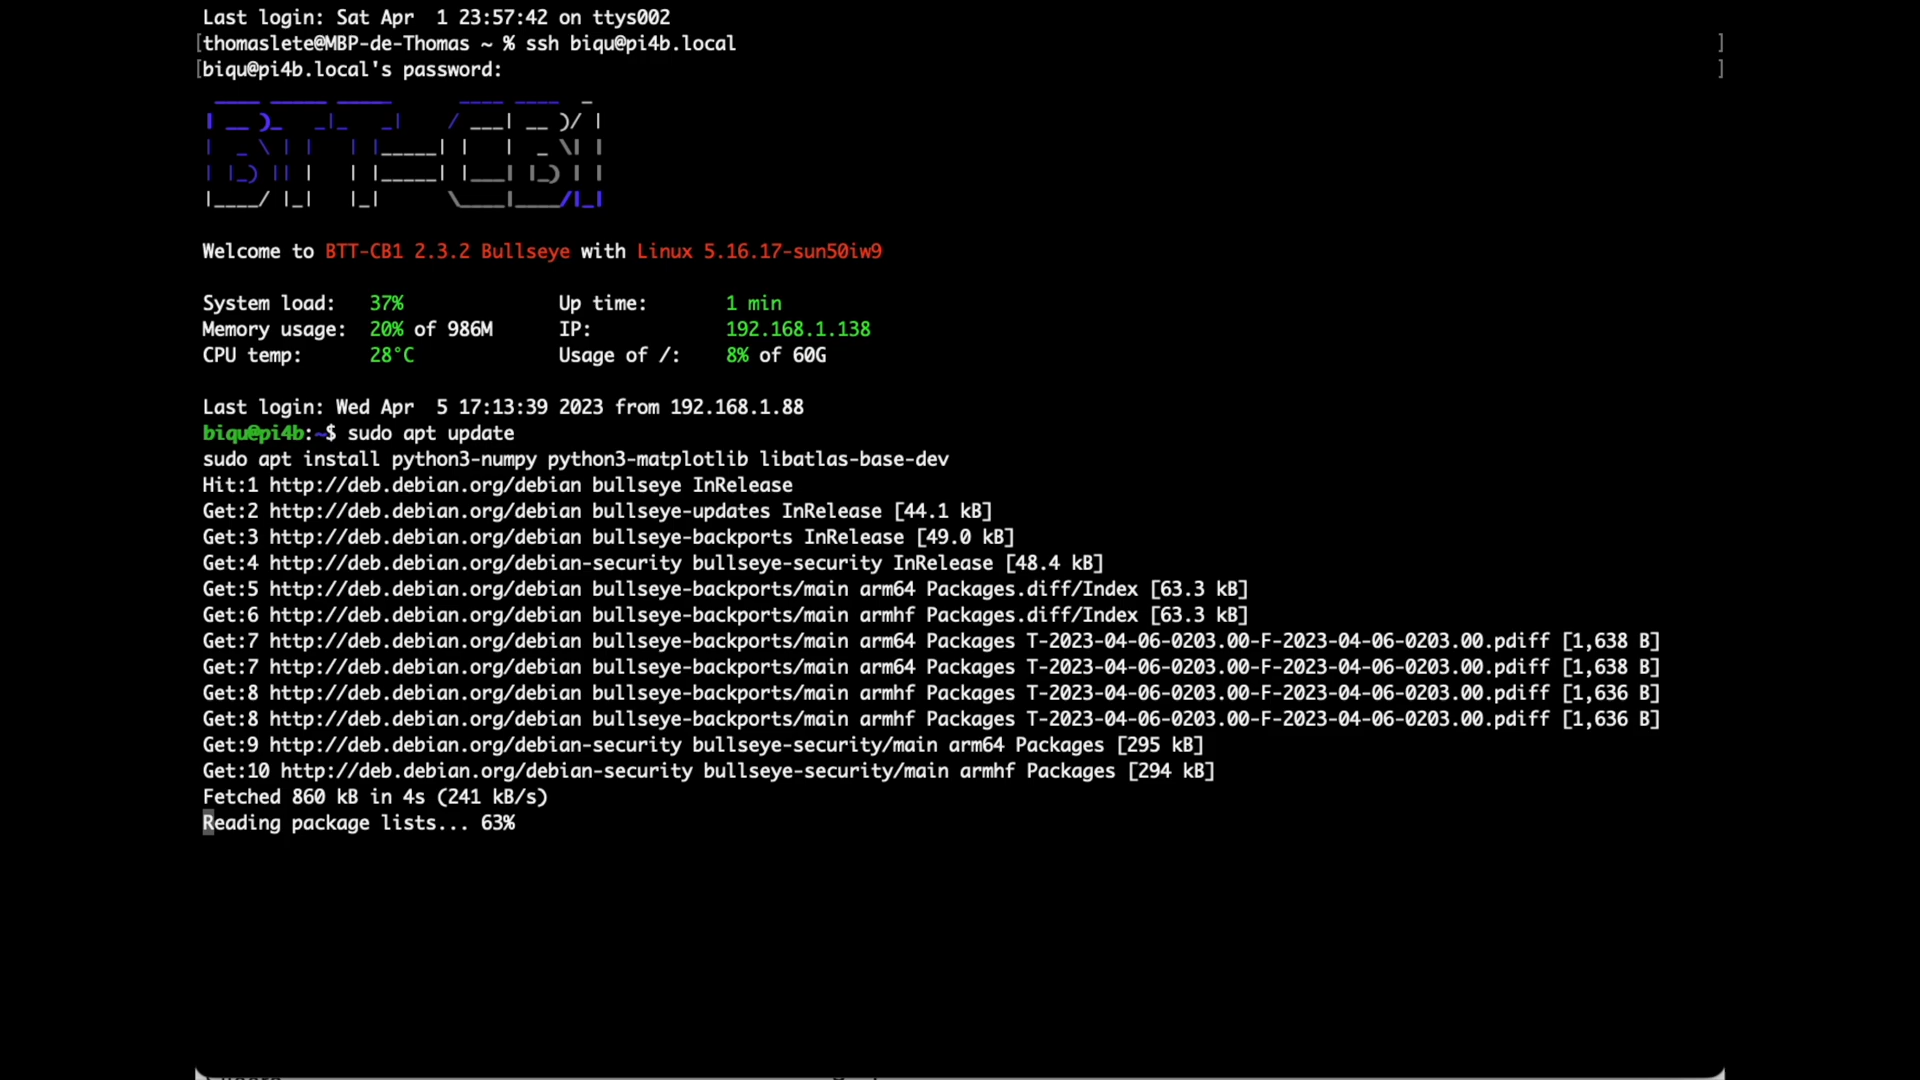 Last login: Sat Apr  1 23:57:42 on ttys002
[thomaslete@MBP-de-Thomas ~ % ssh biqu@pi4b.local ]
[biqu@pi4b.local's password: ]
BTT-CB1
Welcome to BTT-CB1 2.3.2 Bullseye with Linux 5.16.17-sun50iw9
System load:   37%   Up time:   1 min
Memory usage:  20% of 986M   IP:   192.168.1.138
CPU temp:   28°C   Usage of /:   8% of 60G
Last login: Wed Apr  5 17:13:39 2023 from 192.168.1.88
biqu@pi4b:~$ sudo apt update
sudo apt install python3-numpy python3-matplotlib libatlas-base-dev
Hit:1 http://deb.debian.org/debian bullseye InRelease
Get:2 http://deb.debian.org/debian bullseye-updates InRelease [44.1 kB]
Get:3 http://deb.debian.org/debian bullseye-backports InRelease [49.0 kB]
Get:4 http://deb.debian.org/debian-security bullseye-security InRelease [48.4 kB]
Get:5 http://deb.debian.org/debian bullseye-backports/main arm64 Packages.diff/Index [63.3 kB]
Get:6 http://deb.debian.org/debian bullseye-backports/main armhf Packages.diff/Index [63.3 kB]
Get:7 http://deb.debian.org/debian bullseye-backports/main arm64 Packages T-2023-04-06-0203.00-F-2023-04-06-0203.00.pdiff [1,638 B]
Get:7 http://deb.debian.org/debian bullseye-backports/main arm64 Packages T-2023-04-06-0203.00-F-2023-04-06-0203.00.pdiff [1,638 B]
Get:8 http://deb.debian.org/debian bullseye-backports/main armhf Packages T-2023-04-06-0203.00-F-2023-04-06-0203.00.pdiff [1,636 B]
Get:8 http://deb.debian.org/debian bullseye-backports/main armhf Packages T-2023-04-06-0203.00-F-2023-04-06-0203.00.pdiff [1,636 B]
Get:9 http://deb.debian.org/debian-security bullseye-security/main arm64 Packages [295 kB]
Get:10 http://deb.debian.org/debian-security bullseye-security/main armhf Packages [294 kB]
Fetched 860 kB in 4s (241 kB/s)
Reading package lists... 63%